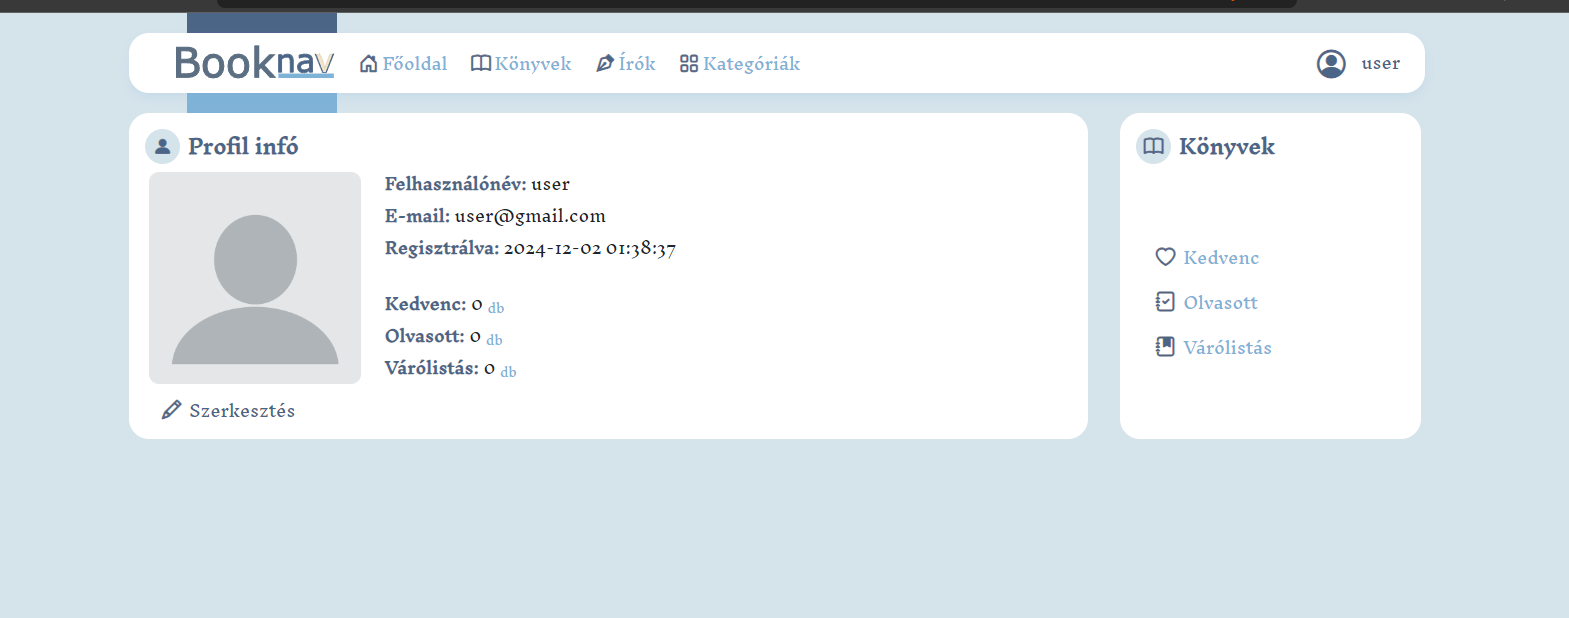 Booknav Főoldal Könyvek Írók Kategóriák user
Profil infó
Felhasználónév: user
E-mail: user@gmail.com
Regisztrálva: 2024-12-02 01:38:37
Kedvenc: 0 db
Olvasott: 0 db
Várólistás: 0 db
Szerkesztés
Könyvek
Kedvenc
Olvasott
Várólistás